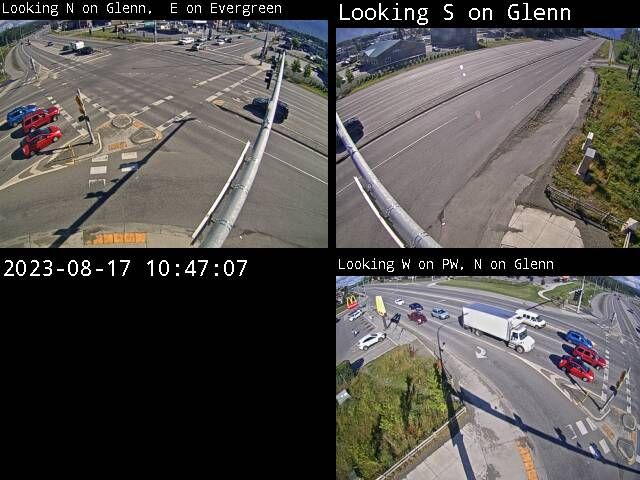 Looking N on Glenn,  E on Evergreen
Looking S on Glenn
2023-08-17 10:47:07
Looking W on PW, N on Glenn